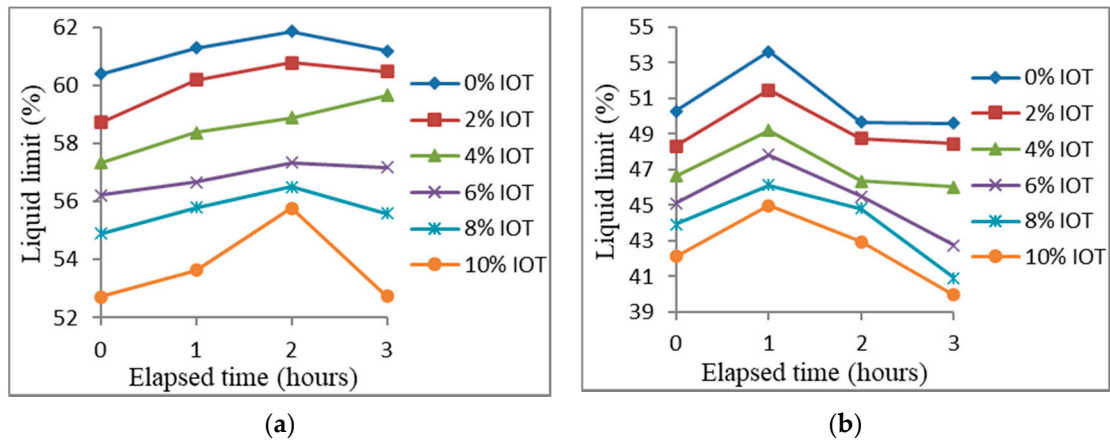 62
60
58
56
54
52
Liquid limit (%)
0 1 2 3
Elapsed time (hours)
0% IOT
2% IOT
4% IOT
6% IOT
8% IOT
10% IOT
(a)
55
53
51
49
47
45
43
41
39
Liquid limit (%)
0 1 2 3
Elapsed time (hours)
0% IOT
2% IOT
4% IOT
6% IOT
8% IOT
10% IOT
(b)